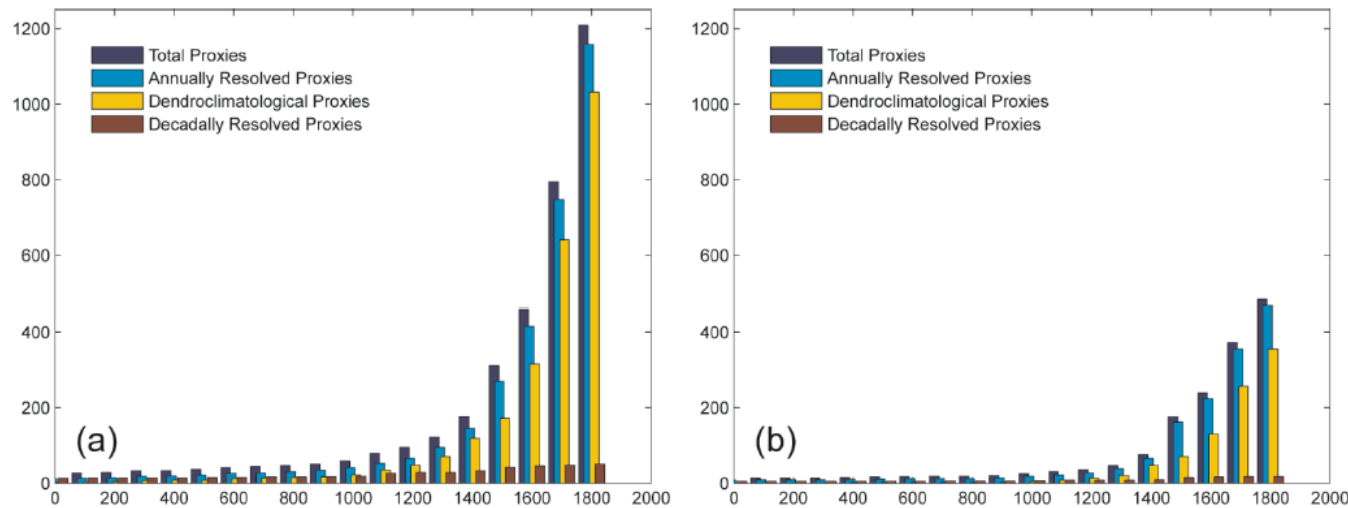 1200
1000
800
600
400
200
0
Total Proxies
Annually Resolved Proxies
Dendroclimatological Proxies
Decadally Resolved Proxies
(a)
0 200 400 600 800 1000 1200 1400 1600 1800 2000
1200
1000
800
600
400
200
0
Total Proxies
Annually Resolved Proxies
Dendroclimatological Proxies
Decadally Resolved Proxies
(b)
0 200 400 600 800 1000 1200 1400 1600 1800 2000